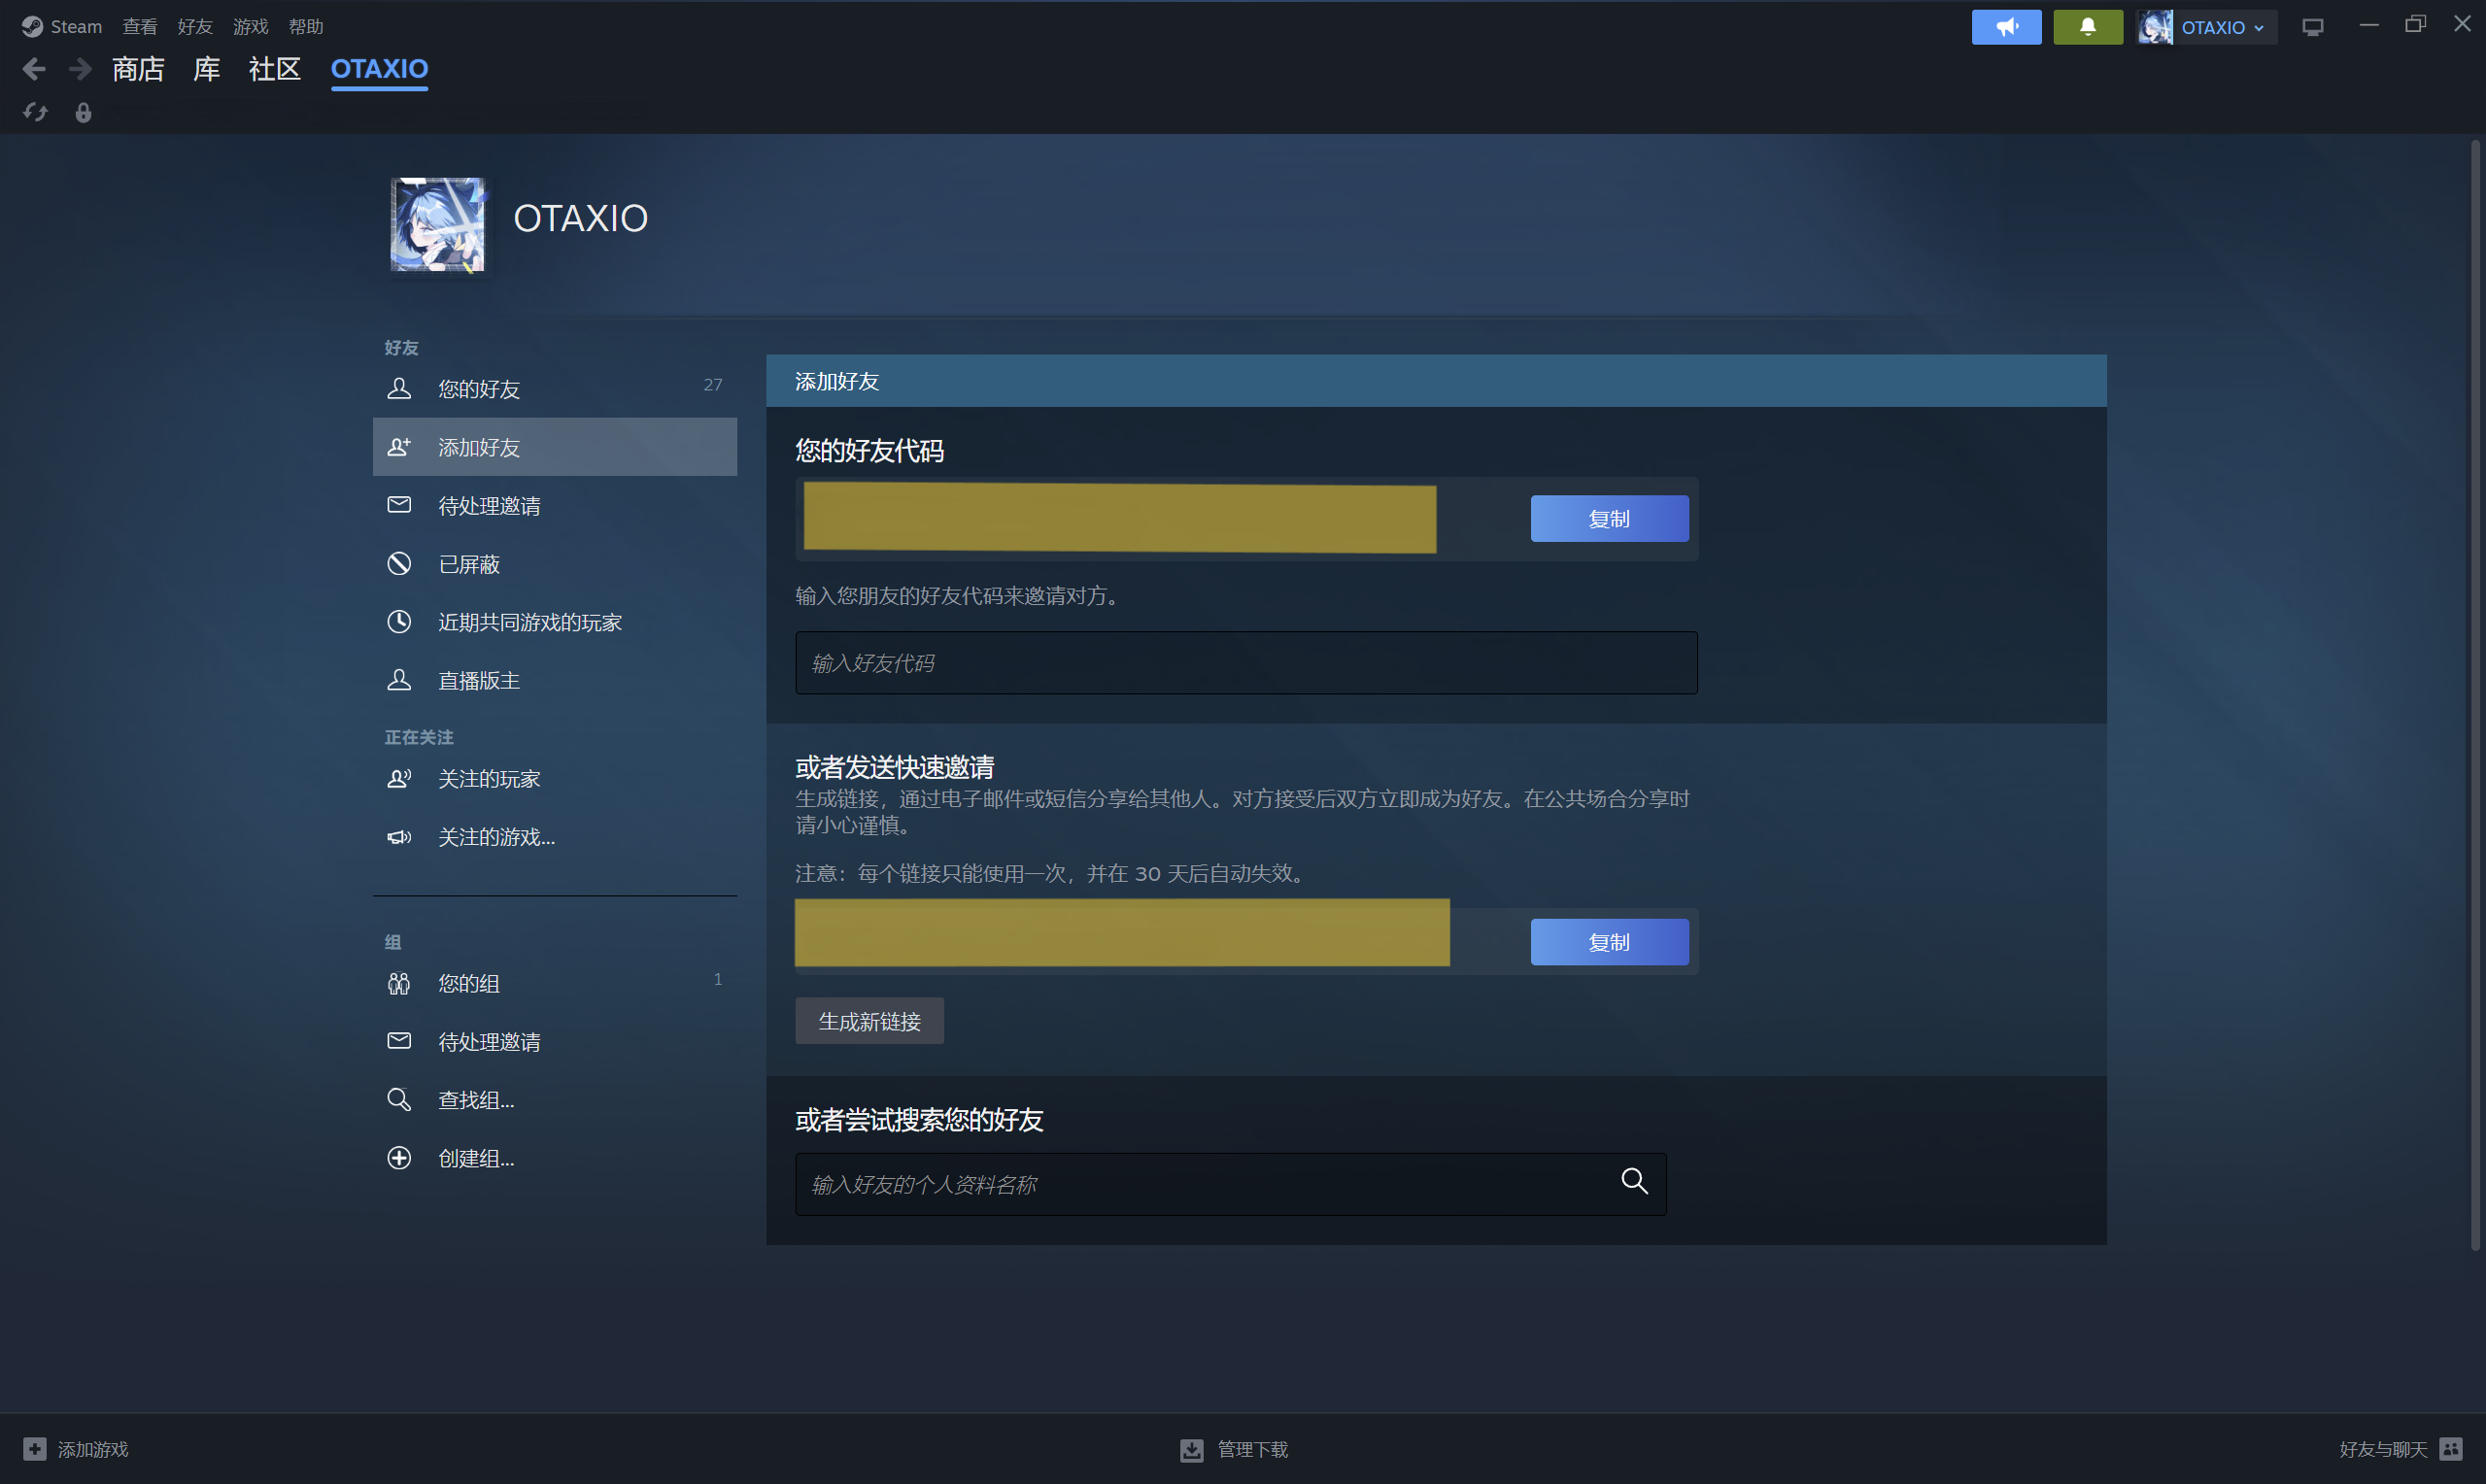 Steam 查看 好友 游戏 帮助
OTAXIO
商店 库 社区 OTAXIO
OTAXIO
好友
您的好友 27
添加好友
待处理邀请
已屏蔽
近期共同游戏的玩家
直播版主
正在关注
关注的玩家
关注的游戏...
组
您的组 1
待处理邀请
查找组...
创建组...
添加好友
您的好友代码
复制
输入您朋友的好友代码来邀请对方。
输入好友代码
或者发送快速邀请
生成链接，通过电子邮件或短信分享给其他人。对方接受后双方立即成为好友。在公共场合分享时
请小心谨慎。
注意：每个链接只能使用一次，并在 30 天后自动失效。
复制
生成新链接
或者尝试搜索您的好友
输入好友的个人资料名称
添加游戏
管理下载
好友与聊天